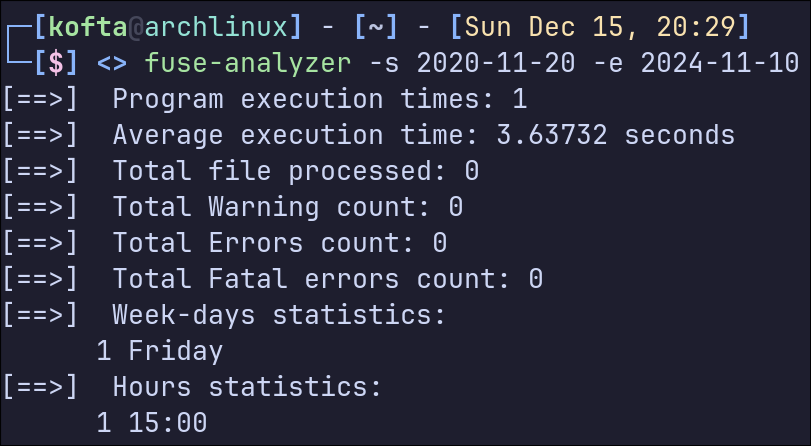 [kofta@archlinux] - [~] - [Sun Dec 15, 20:29]
[$] <> fuse-analyzer -s 2020-11-20 -e 2024-11-10
[==>]  Program execution times: 1
[==>]  Average execution time: 3.63732 seconds
[==>]  Total file processed: 0
[==>]  Total Warning count: 0
[==>]  Total Errors count: 0
[==>]  Total Fatal errors count: 0
[==>]  Week-days statistics:
      1 Friday
[==>]  Hours statistics:
      1 15:00